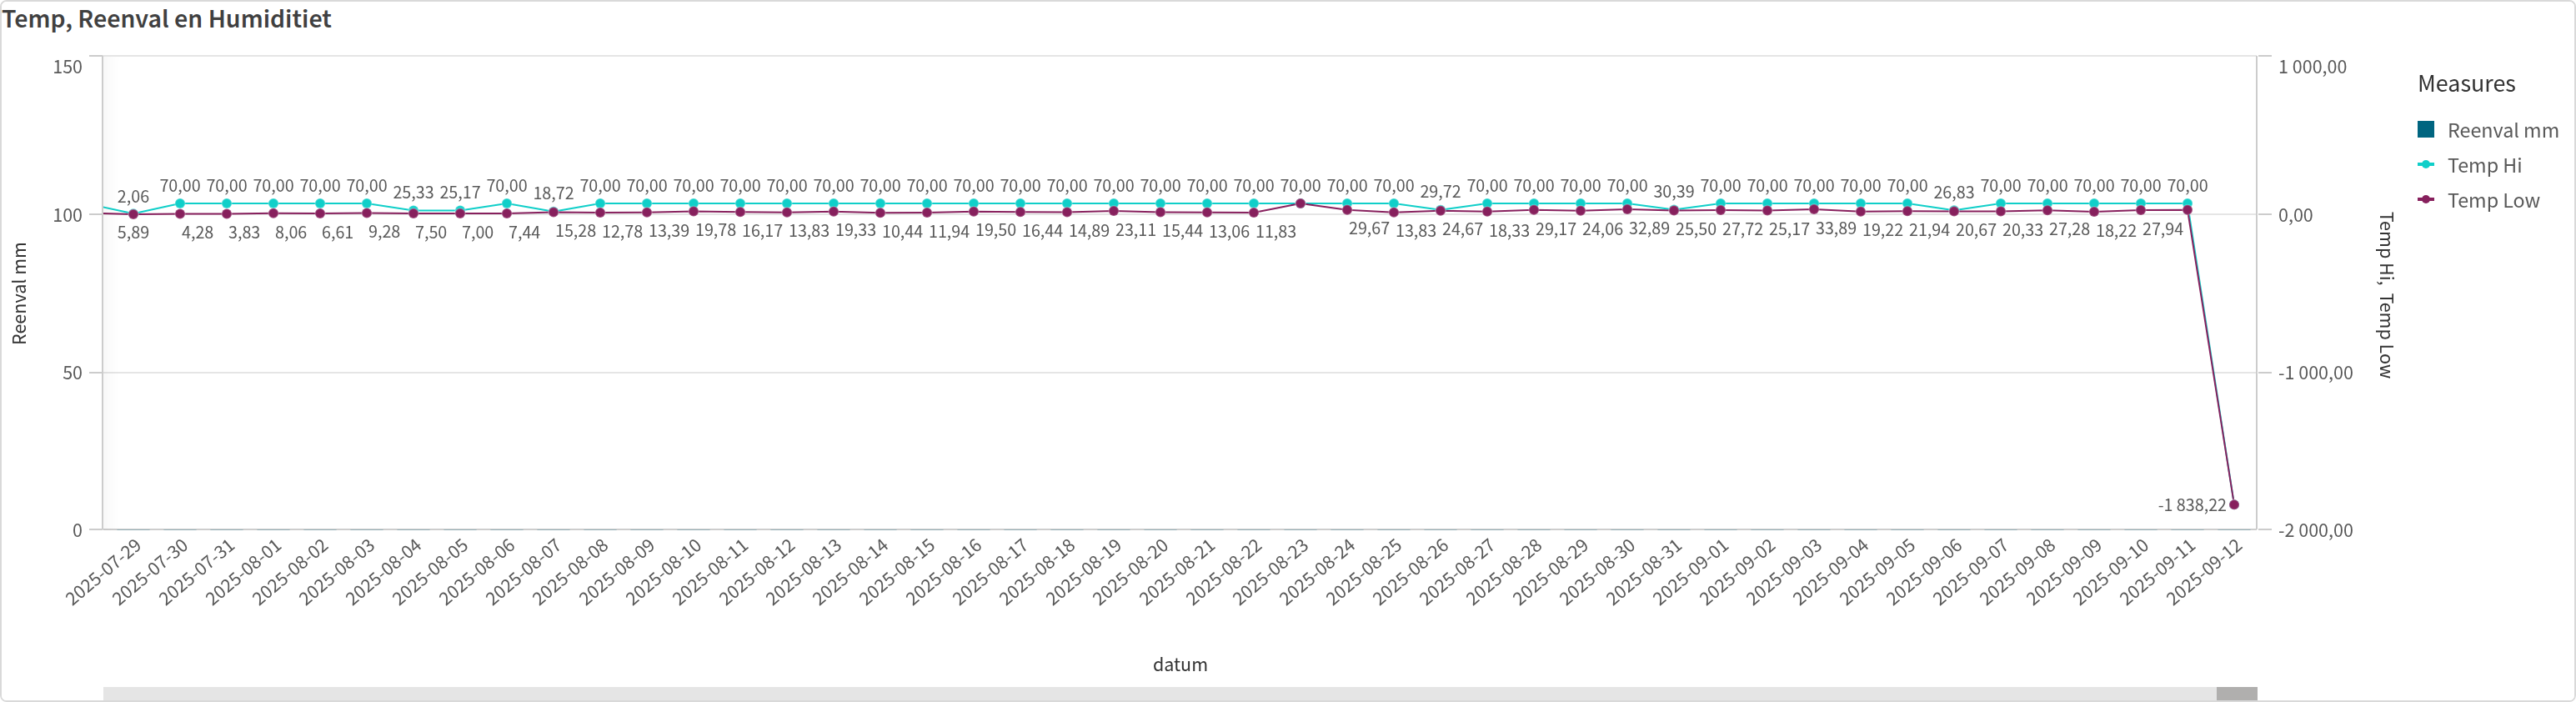 Temp, Reenval en Humiditiet
150
100
50
0
Reenval mm
1 000,00
0,00
-1 000,00
-2 000,00
Temp Hi, Temp Low
Measures
Reenval mm
Temp Hi
Temp Low
2,06 70,00 70,00 70,00 70,00 70,00 25,33 25,17 70,00 18,72 70,00 70,00 70,00 70,00 70,00 70,00 70,00 70,00 70,00 70,00 70,00 70,00 70,00 70,00 70,00 70,00 70,00 70,00 29,72 70,00 70,00 70,00 70,00 30,39 70,00 70,00 70,00 70,00 70,00 26,83 70,00 70,00 70,00 70,00 70,00
5,89 4,28 3,83 8,06 6,61 9,28 7,50 7,00 7,44 15,28 12,78 13,39 19,78 16,17 13,83 19,33 10,44 11,94 19,50 16,44 14,89 23,11 15,44 13,06 11,83 29,67 13,83 24,67 18,33 29,17 24,06 32,89 25,50 27,72 25,17 33,89 19,22 21,94 20,67 20,33 27,28 18,22 27,94
-1 838,22
2025-07-29 2025-07-30 2025-07-31 2025-08-01 2025-08-02 2025-08-03 2025-08-04 2025-08-05 2025-08-06 2025-08-07 2025-08-08 2025-08-09 2025-08-10 2025-08-11 2025-08-12 2025-08-13 2025-08-14 2025-08-15 2025-08-16 2025-08-17 2025-08-18 2025-08-19 2025-08-20 2025-08-21 2025-08-22 2025-08-23 2025-08-24 2025-08-25 2025-08-26 2025-08-27 2025-08-28 2025-08-29 2025-08-30 2025-08-31 2025-09-01 2025-09-02 2025-09-03 2025-09-04 2025-09-05 2025-09-06 2025-09-07 2025-09-08 2025-09-09 2025-09-10 2025-09-11 2025-09-12
datum